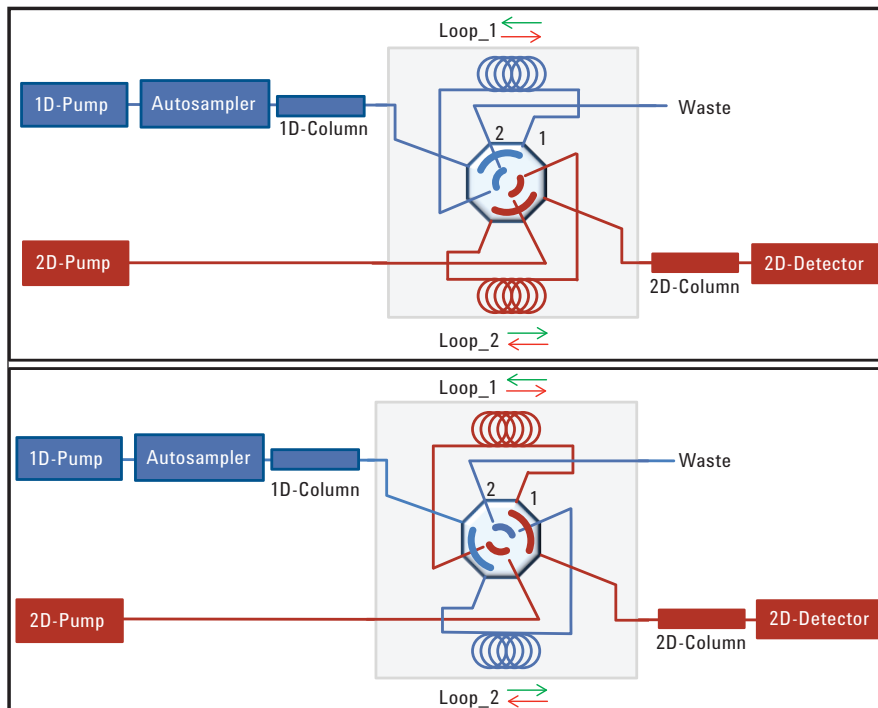 Loop_1
1D-Pump
Autosampler
1D-Column
Waste
2
1
2D-Pump
2D-Column
2D-Detector
Loop_2
Loop_1
1D-Pump
Autosampler
1D-Column
Waste
2
1
2D-Pump
2D-Column
2D-Detector
Loop_2